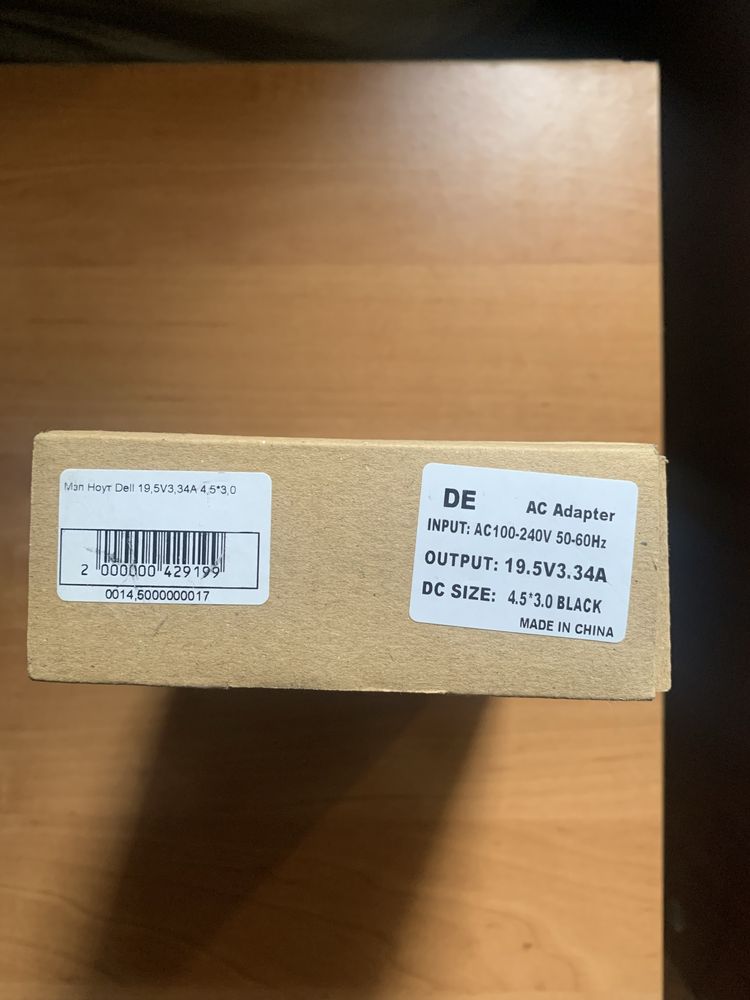 Мэп Ноут Dell 19,5V3,34A 4,5*3,0
2 000000 429199
0014,5000000017
DE AC Adapter
INPUT: AC100-240V 50-60Hz
OUTPUT: 19.5V3.34A
DC SIZE: 4.5*3.0 BLACK
MADE IN CHINA